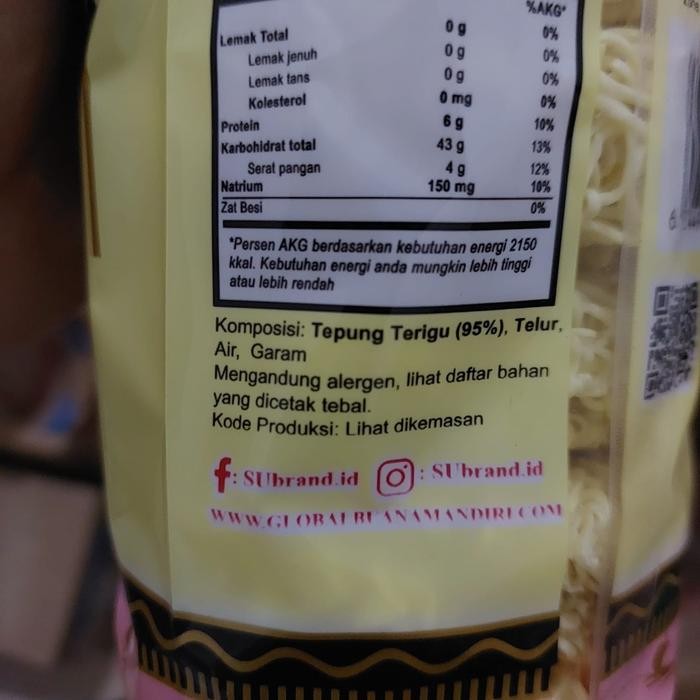 %AKG*
Lemak Total 0 g 0%
Lemak jenuh 0 g 0%
Lemak tans 0 g 0%
Kolesterol 0 mg 0%
Protein 6 g 10%
Karbohidrat total 43 g 13%
Serat pangan 4 g 12%
Natrium 150 mg 10%
Zat Besi 0%
*Persen AKG berdasarkan kebutuhan energi 2150
kkal. Kebutuhan energi anda mungkin lebih tinggi
atau lebih rendah
Komposisi: Tepung Terigu (95%), Telur,
Air, Garam
Mengandung alergen, lihat daftar bahan
yang dicetak tebal.
Kode Produksi: Lihat dikemasan
f: SUbrand.id : SUbrand.id
WWW.GLOBALBUANAMANDIRI.COM